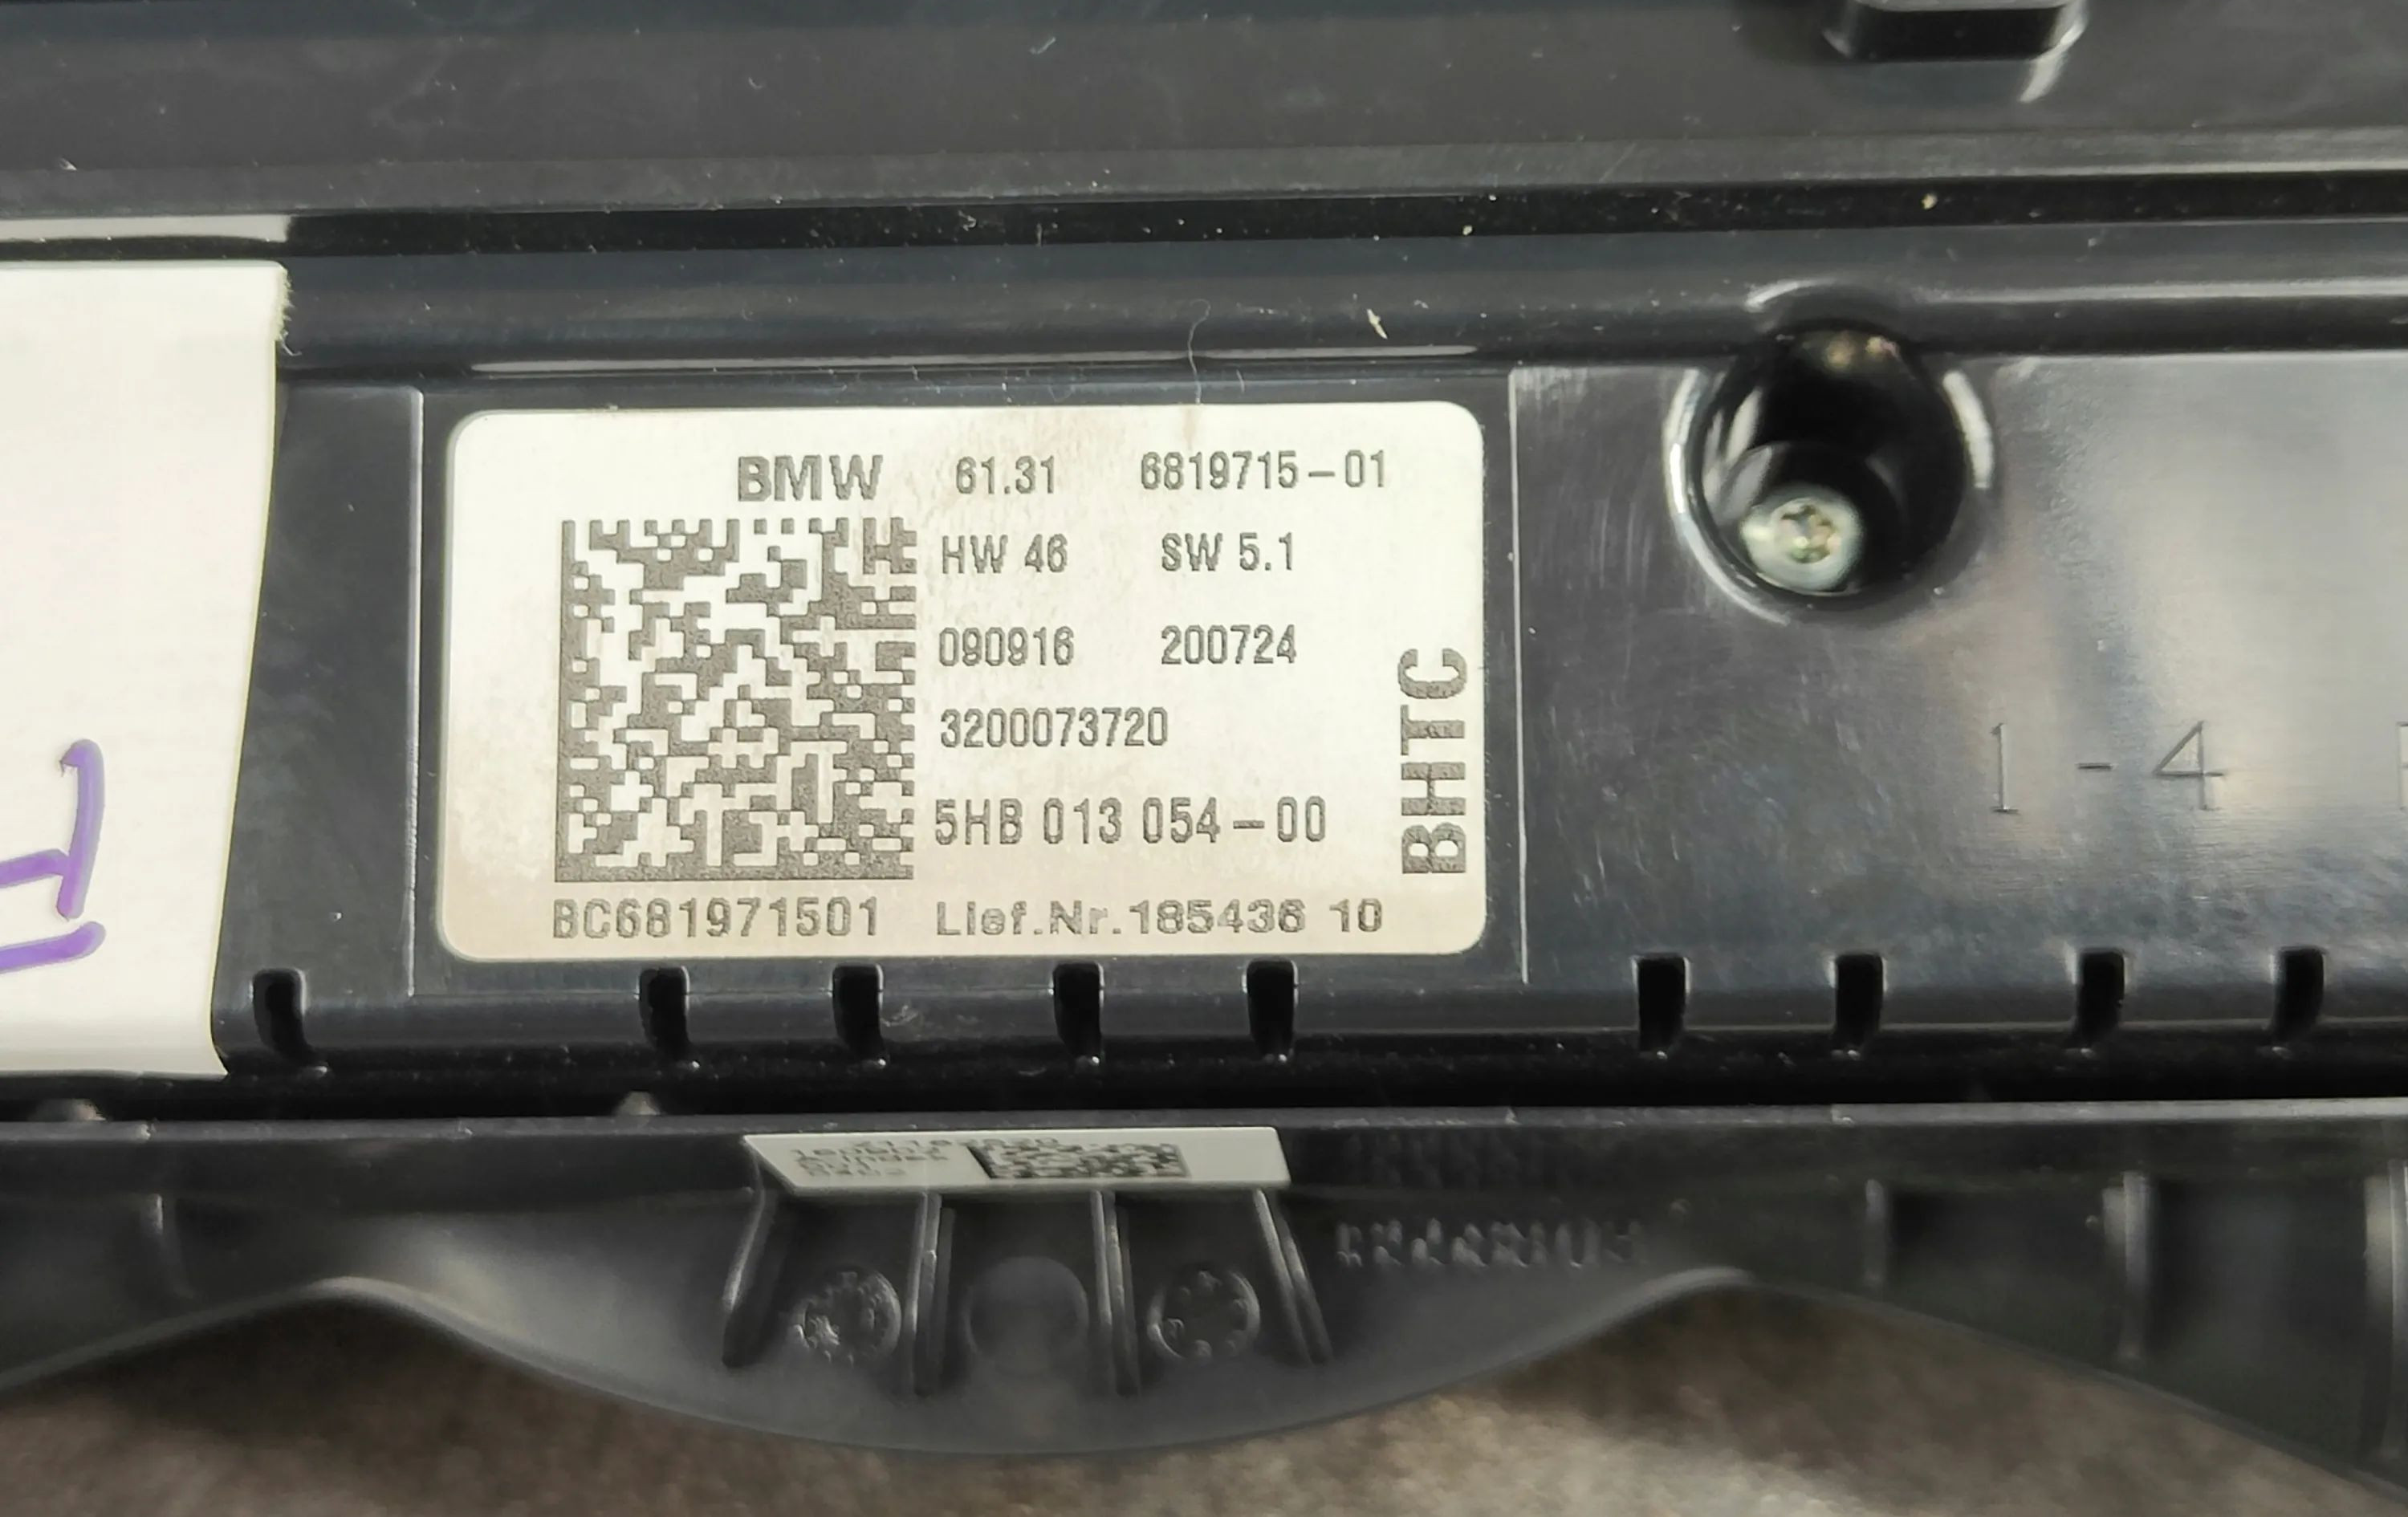 BMW 61.31 6819715-01
HW 46 SW 5.1
090916 200724
3200073720
5HB 013 054-00
BHTC
BC681971501 Lief.Nr.185436 10
1-4